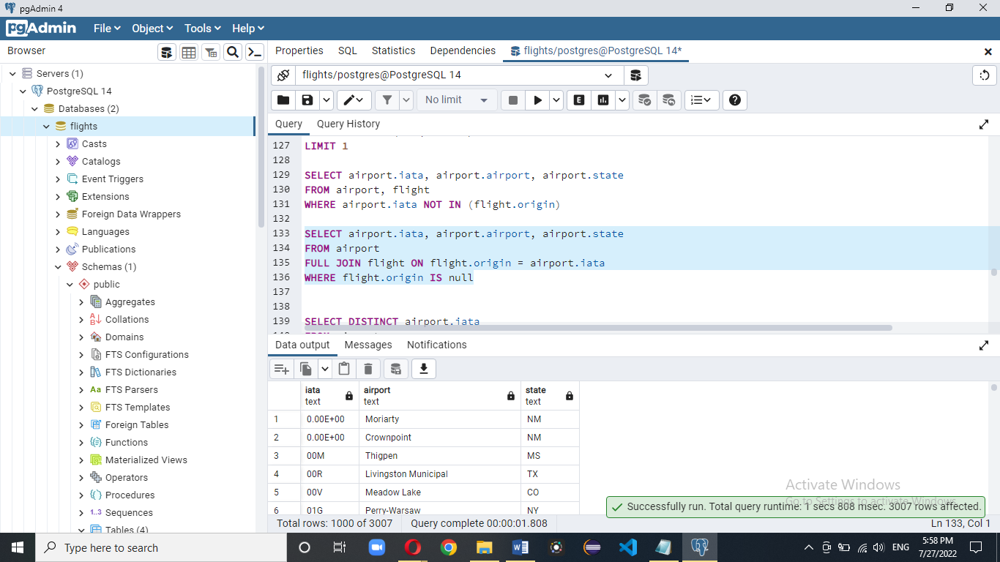 pgAdmin 4
pgAdmin File Object Tools Help
Browser
Properties SQL Statistics Dependencies flights/postgres@PostgreSQL 14*
Servers (1)
PostgreSQL 14
Databases (2)
flights
Casts
Catalogs
Event Triggers
Extensions
Foreign Data Wrappers
Languages
Publications
Schemas (1)
public
Aggregates
Collations
Domains
FTS Configurations
FTS Dictionaries
Aa FTS Parsers
FTS Templates
Foreign Tables
Functions
Materialized Views
Operators
Procedures
1..3 Sequences
Tables (4)
flights/postgres@PostgreSQL 14
No limit
E
Query Query History
127 LIMIT 1
128
129 SELECT airport.iata, airport.airport, airport.state
130 FROM airport, flight
131 WHERE airport.iata NOT IN (flight.origin)
132
133 SELECT airport.iata, airport.airport, airport.state
134 FROM airport
135 FULL JOIN flight ON flight.origin = airport.iata
136 WHERE flight.origin IS null
137
138
139 SELECT DISTINCT airport.iata
Data output Messages Notifications
iata airport state
text text text
1 0.00E+00 Moriarty NM
2 0.00E+00 Crownpoint NM
3 00M Thigpen MS
4 00R Livingston Municipal TX
5 00V Meadow Lake CO
6 01G Perry-Warsaw NY
Activate Windows
Go to Settings to activate Windows.
Successfully run. Total query runtime: 1 secs 808 msec. 3007 rows affected.
Total rows: 1000 of 3007 Query complete 00:00:01.808 Ln 133, Col 1
Type here to search
ENG
5:58 PM
7/27/2022